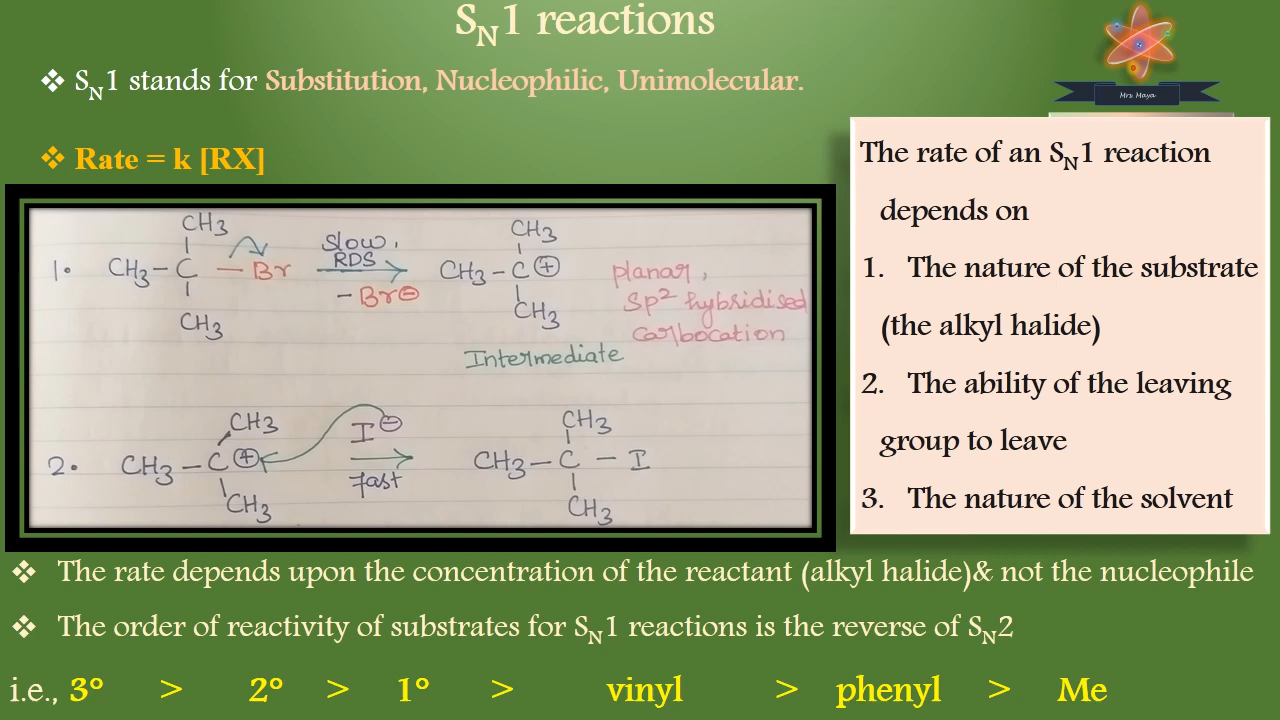 SN1 reactions
❖ SN1 stands for Substitution, Nucleophilic, Unimolecular.
Mrs Maya
❖ Rate = k [RX]
CH3
1. CH3 - C - Br
CH3
Slow,
RDS
- Br⊖
CH3
CH3 - C ⊕
CH3
planar,
Sp2 hybridised
carbocation
Intermediate
CH3
2. CH3 - C ⊕
CH3
I⊖
Fast
CH3
CH3 - C - I
CH3
The rate of an SN1 reaction
depends on
1. The nature of the substrate
(the alkyl halide)
2. The ability of the leaving
group to leave
3. The nature of the solvent
❖ The rate depends upon the concentration of the reactant (alkyl halide)& not the nucleophile
❖ The order of reactivity of substrates for SN1 reactions is the reverse of SN2
i.e., 3° > 2° > 1° > vinyl > phenyl > Me